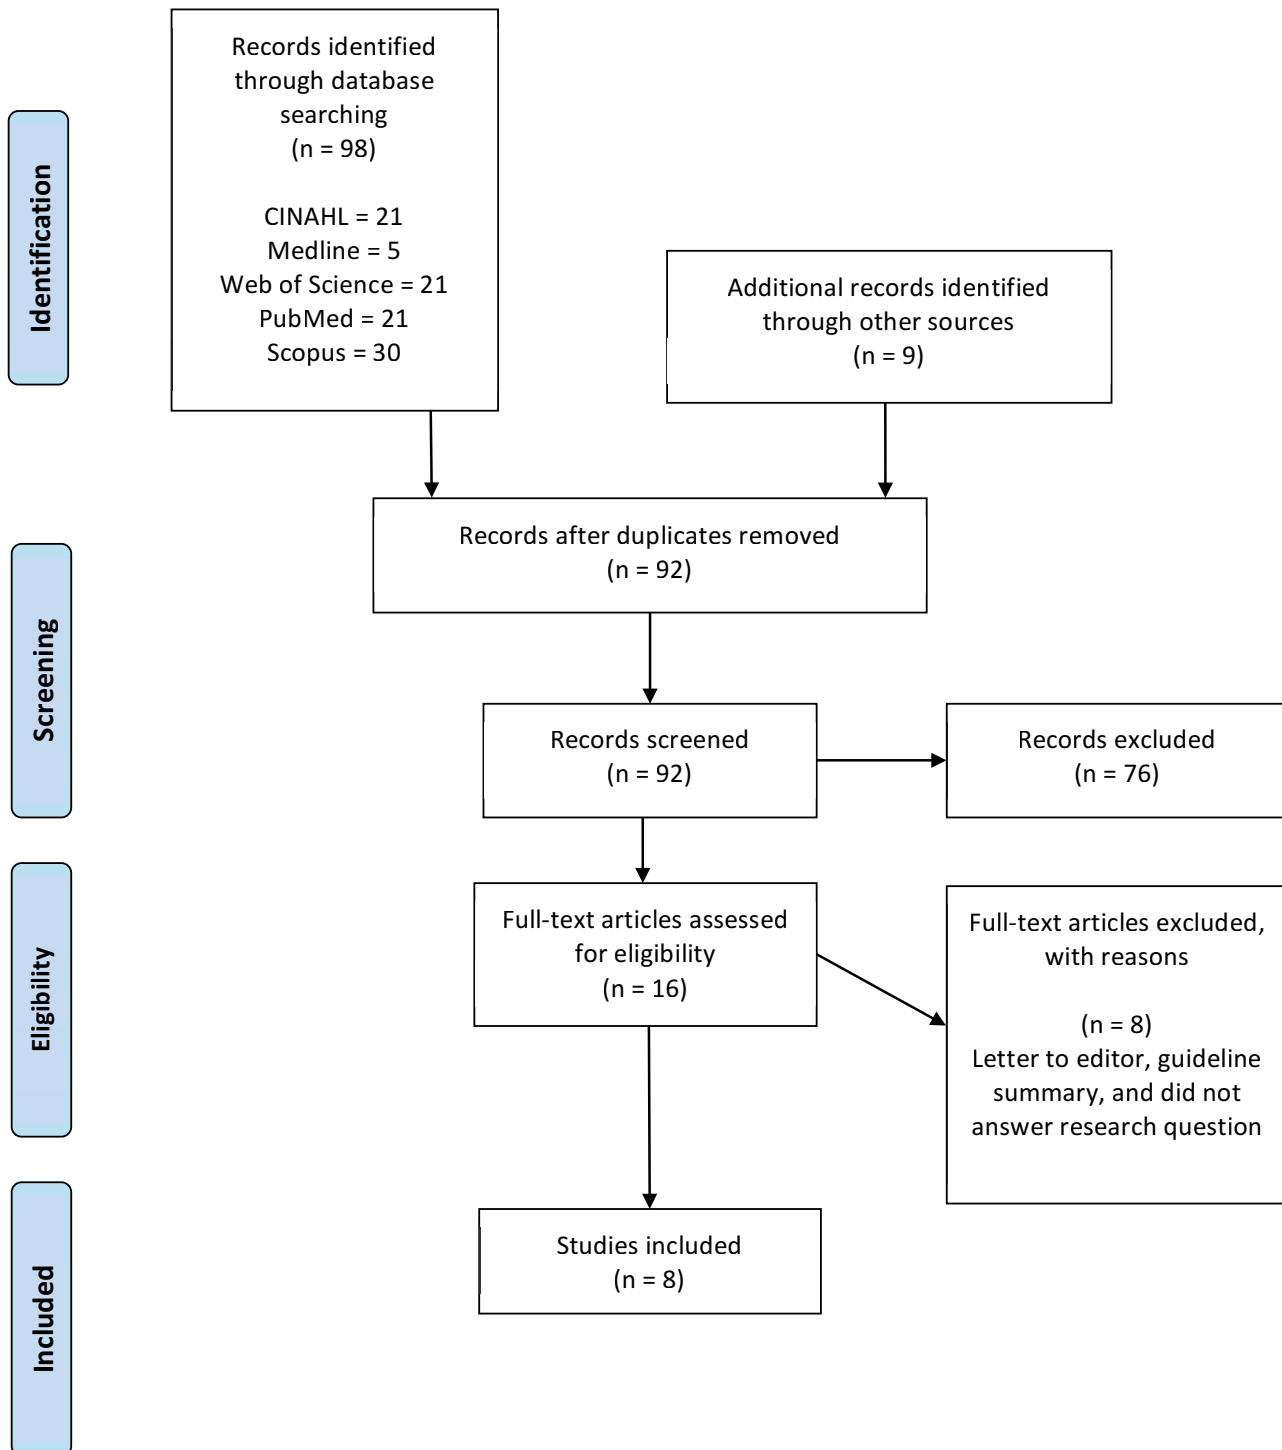 Identification
Records identified
through database
searching
(n = 98)
CINAHL = 21
Medline = 5
Web of Science = 21
PubMed = 21
Scopus = 30
Additional records identified
through other sources
(n = 9)
Screening
Records after duplicates removed
(n = 92)
Records screened
(n = 92)
Records excluded
(n = 76)
Eligibility
Full-text articles assessed
for eligibility
(n = 16)
Full-text articles excluded,
with reasons
(n = 8)
Letter to editor, guideline
summary, and did not
answer research question
Included
Studies included
(n = 8)